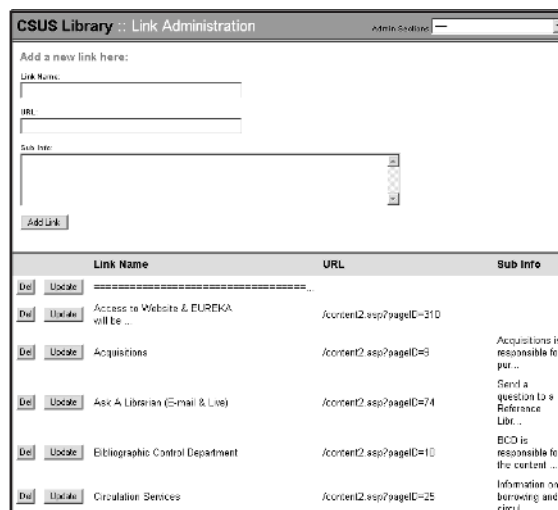 CSUS Library :: Link Administration
Admin Sections: —
Add a new link here:
Link Name:
URL:
Sub Info:
Add Link
Link Name URL Sub Info
Del Update ==================================...
Del Update Access to Website & EUREKA
will be ... /content2.asp?pageID=310
Del Update Acquisitions /content2.asp?pageID=9 Acquisitions is
responsible fo
pur...
Del Update Ask A Librarian (E-mail & Live) /content2.asp?pageID=74 Send a
question to a
Reference
Libr...
Del Update Bibliographic Control Department /content2.asp?pageID=10 BCO is
responsible fo
the content ...
Del Update Circulation Services /content2.asp?pageID=25 Information on
borrowing and
circul...